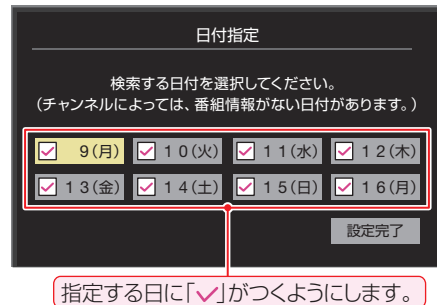 日付指定
検索する日付を選択してください。
(チャンネルによっては、番組情報がない日付があります。)
9(月) 10(火) 11(水) 12(木)
13(金) 14(土) 15(日) 16(月)
設定完了
指定する日に「✓」がつくようにします。